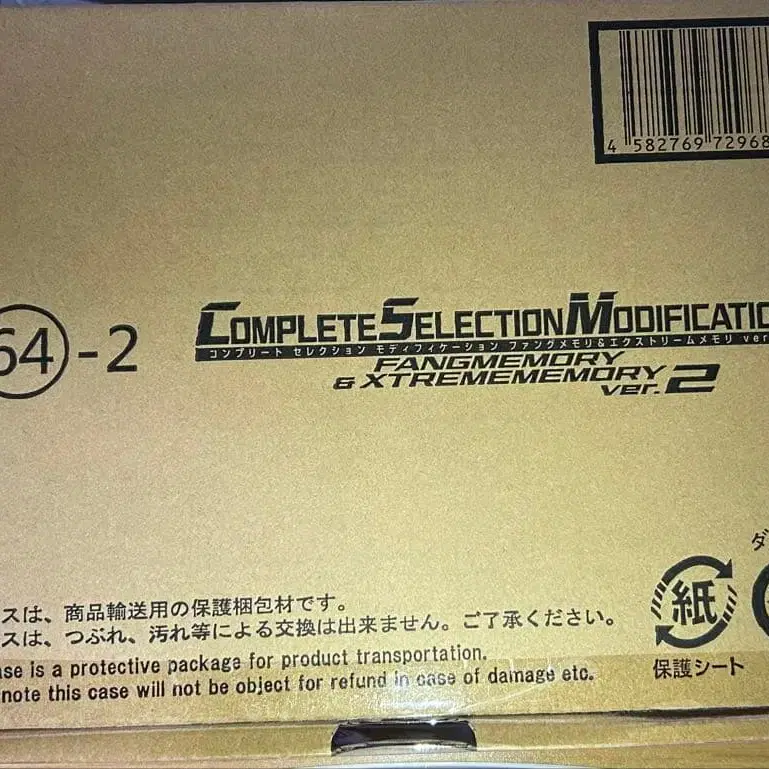 4 582769 72968
64-2
COMPLETE SELECTION MODIFICATIO
コンプリート セレクション モディフィケーション ファングメモリ&エクストリームメモリ ver
FANGMEMORY
& XTREMEMEMORY
ver.2
スは、商品輸送用の保護梱包材です。
スは、つぶれ、汚れ等による交換は出来ません。ご了承ください。
ase is a protective package for product transportation.
note this case will not be object for refund in case of damage etc.
紙
保護シート
ダ